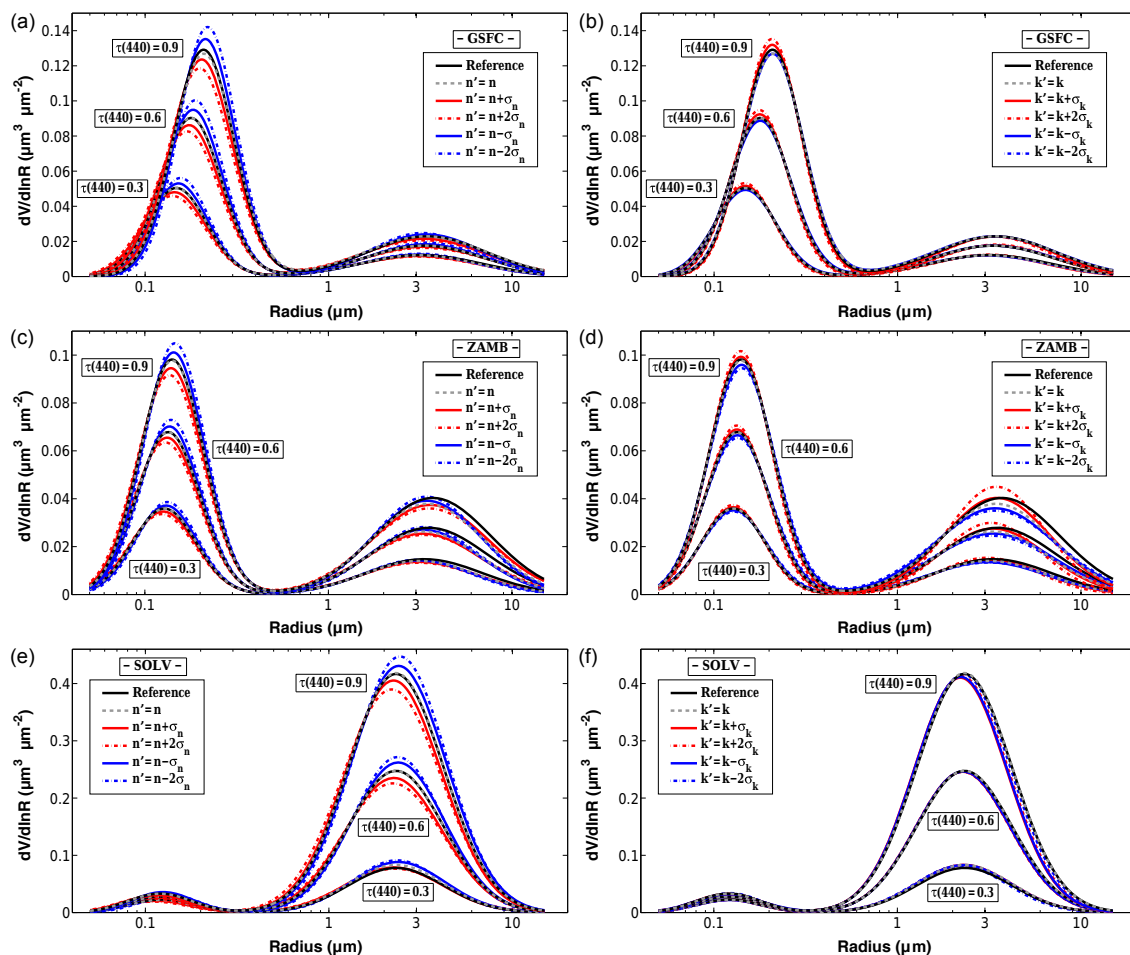 (a)
dV/dlnR (µm³ µm⁻²)
0.14
0.12
0.1
0.08
0.06
0.04
0.02
0
τ(440)=0.9
τ(440)=0.6
τ(440)=0.3
– GSFC –
Reference
n′= n
n′= n+σn
n′= n+2σn
n′= n−σn
n′= n−2σn
0.1 1 3 10
Radius (µm)
(b)
dV/dlnR (µm³ µm⁻²)
0.14
0.12
0.1
0.08
0.06
0.04
0.02
0
τ(440)=0.9
τ(440)=0.6
τ(440)=0.3
– GSFC –
Reference
k′= k
k′= k+σk
k′= k+2σk
k′= k−σk
k′= k−2σk
0.1 1 3 10
Radius (µm)
(c)
dV/dlnR (µm³ µm⁻²)
0.1
0.08
0.06
0.04
0.02
0
τ(440)=0.9
τ(440)=0.6
τ(440)=0.3
– ZAMB –
Reference
n′= n
n′= n+σn
n′= n+2σn
n′= n−σn
n′= n−2σn
0.1 1 3 10
Radius (µm)
(d)
dV/dlnR (µm³ µm⁻²)
0.1
0.08
0.06
0.04
0.02
0
τ(440)=0.9
τ(440)=0.6
τ(440)=0.3
– ZAMB –
Reference
k′= k
k′= k+σk
k′= k+2σk
k′= k−σk
k′= k−2σk
0.1 1 3 10
Radius (µm)
(e)
dV/dlnR (µm³ µm⁻²)
0.4
0.3
0.2
0.1
0
– SOLV –
Reference
n′= n
n′= n+σn
n′= n+2σn
n′= n−σn
n′= n−2σn
τ(440)=0.9
τ(440)=0.6
τ(440)=0.3
0.1 1 3 10
Radius (µm)
(f)
dV/dlnR (µm³ µm⁻²)
0.4
0.3
0.2
0.1
0
– SOLV –
Reference
k′= k
k′= k+σk
k′= k+2σk
k′= k−σk
k′= k−2σk
τ(440)=0.9
τ(440)=0.6
τ(440)=0.3
0.1 1 3 10
Radius (µm)